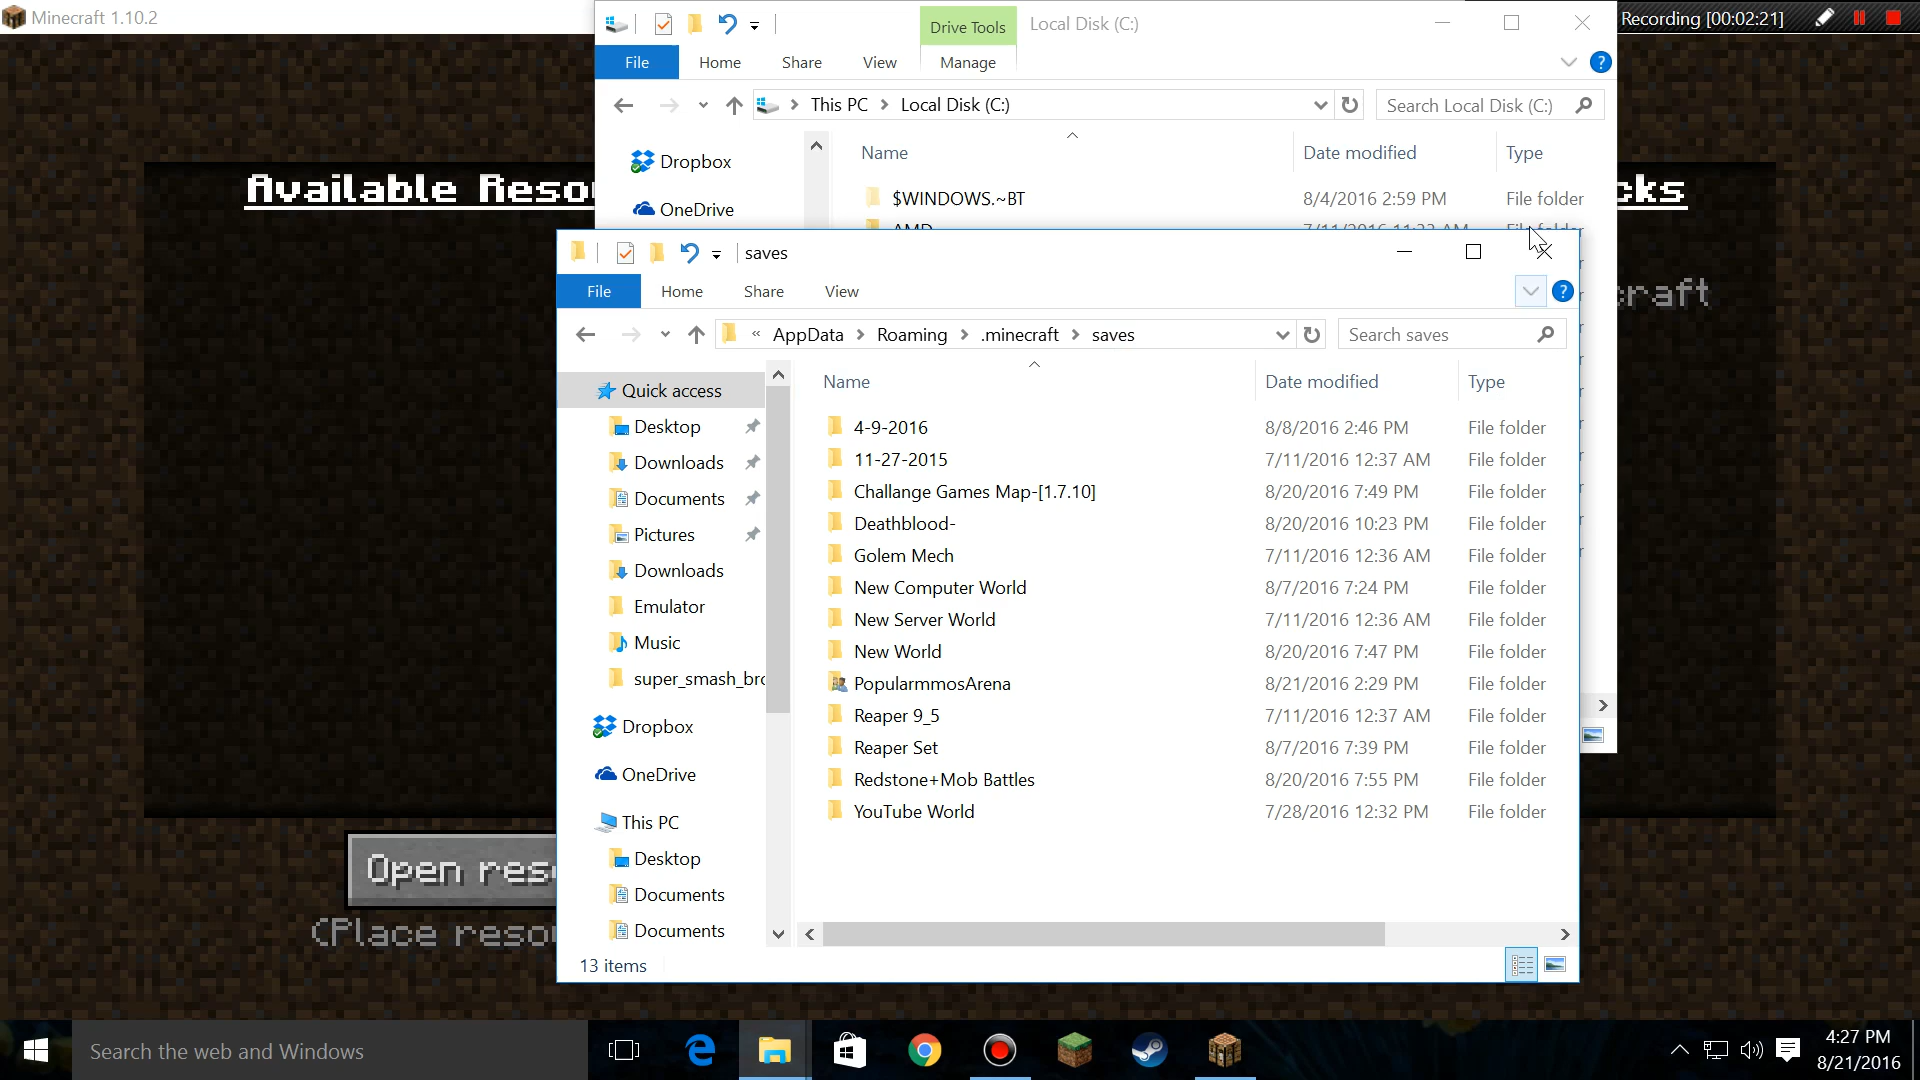 Minecraft 1.10.2
Drive Tools
Local Disk (C:)
Recording [00:02:21]
File
Home
Share
View
Manage
This PC
Local Disk (C:)
Search Local Disk (C:)
Dropbox
OneDrive
Name
Date modified
Type
$WINDOWS.~BT
8/4/2016 2:59 PM
File folder
AMD
7/11/2016 11:33 AM
File folder
Available Reso
cks
craft
saves
File
Home
Share
View
« AppData
Roaming
.minecraft
saves
Search saves
Quick access
Desktop
Downloads
Documents
Pictures
Downloads
Emulator
Music
super_smash_brc
Dropbox
OneDrive
This PC
Desktop
Documents
Documents
Name
Date modified
Type
4-9-2016 8/8/2016 2:46 PM File folder
11-27-2015 7/11/2016 12:37 AM File folder
Challange Games Map-[1.7.10] 8/20/2016 7:49 PM File folder
Deathblood- 8/20/2016 10:23 PM File folder
Golem Mech 7/11/2016 12:36 AM File folder
New Computer World 8/7/2016 7:24 PM File folder
New Server World 7/11/2016 12:36 AM File folder
New World 8/20/2016 7:47 PM File folder
PopularmmosArena 8/21/2016 2:29 PM File folder
Reaper 9_5 7/11/2016 12:37 AM File folder
Reaper Set 8/7/2016 7:39 PM File folder
Redstone+Mob Battles 8/20/2016 7:55 PM File folder
YouTube World 7/28/2016 12:32 PM File folder
13 items
Open res
(Place reso
Search the web and Windows
4:27 PM
8/21/2016